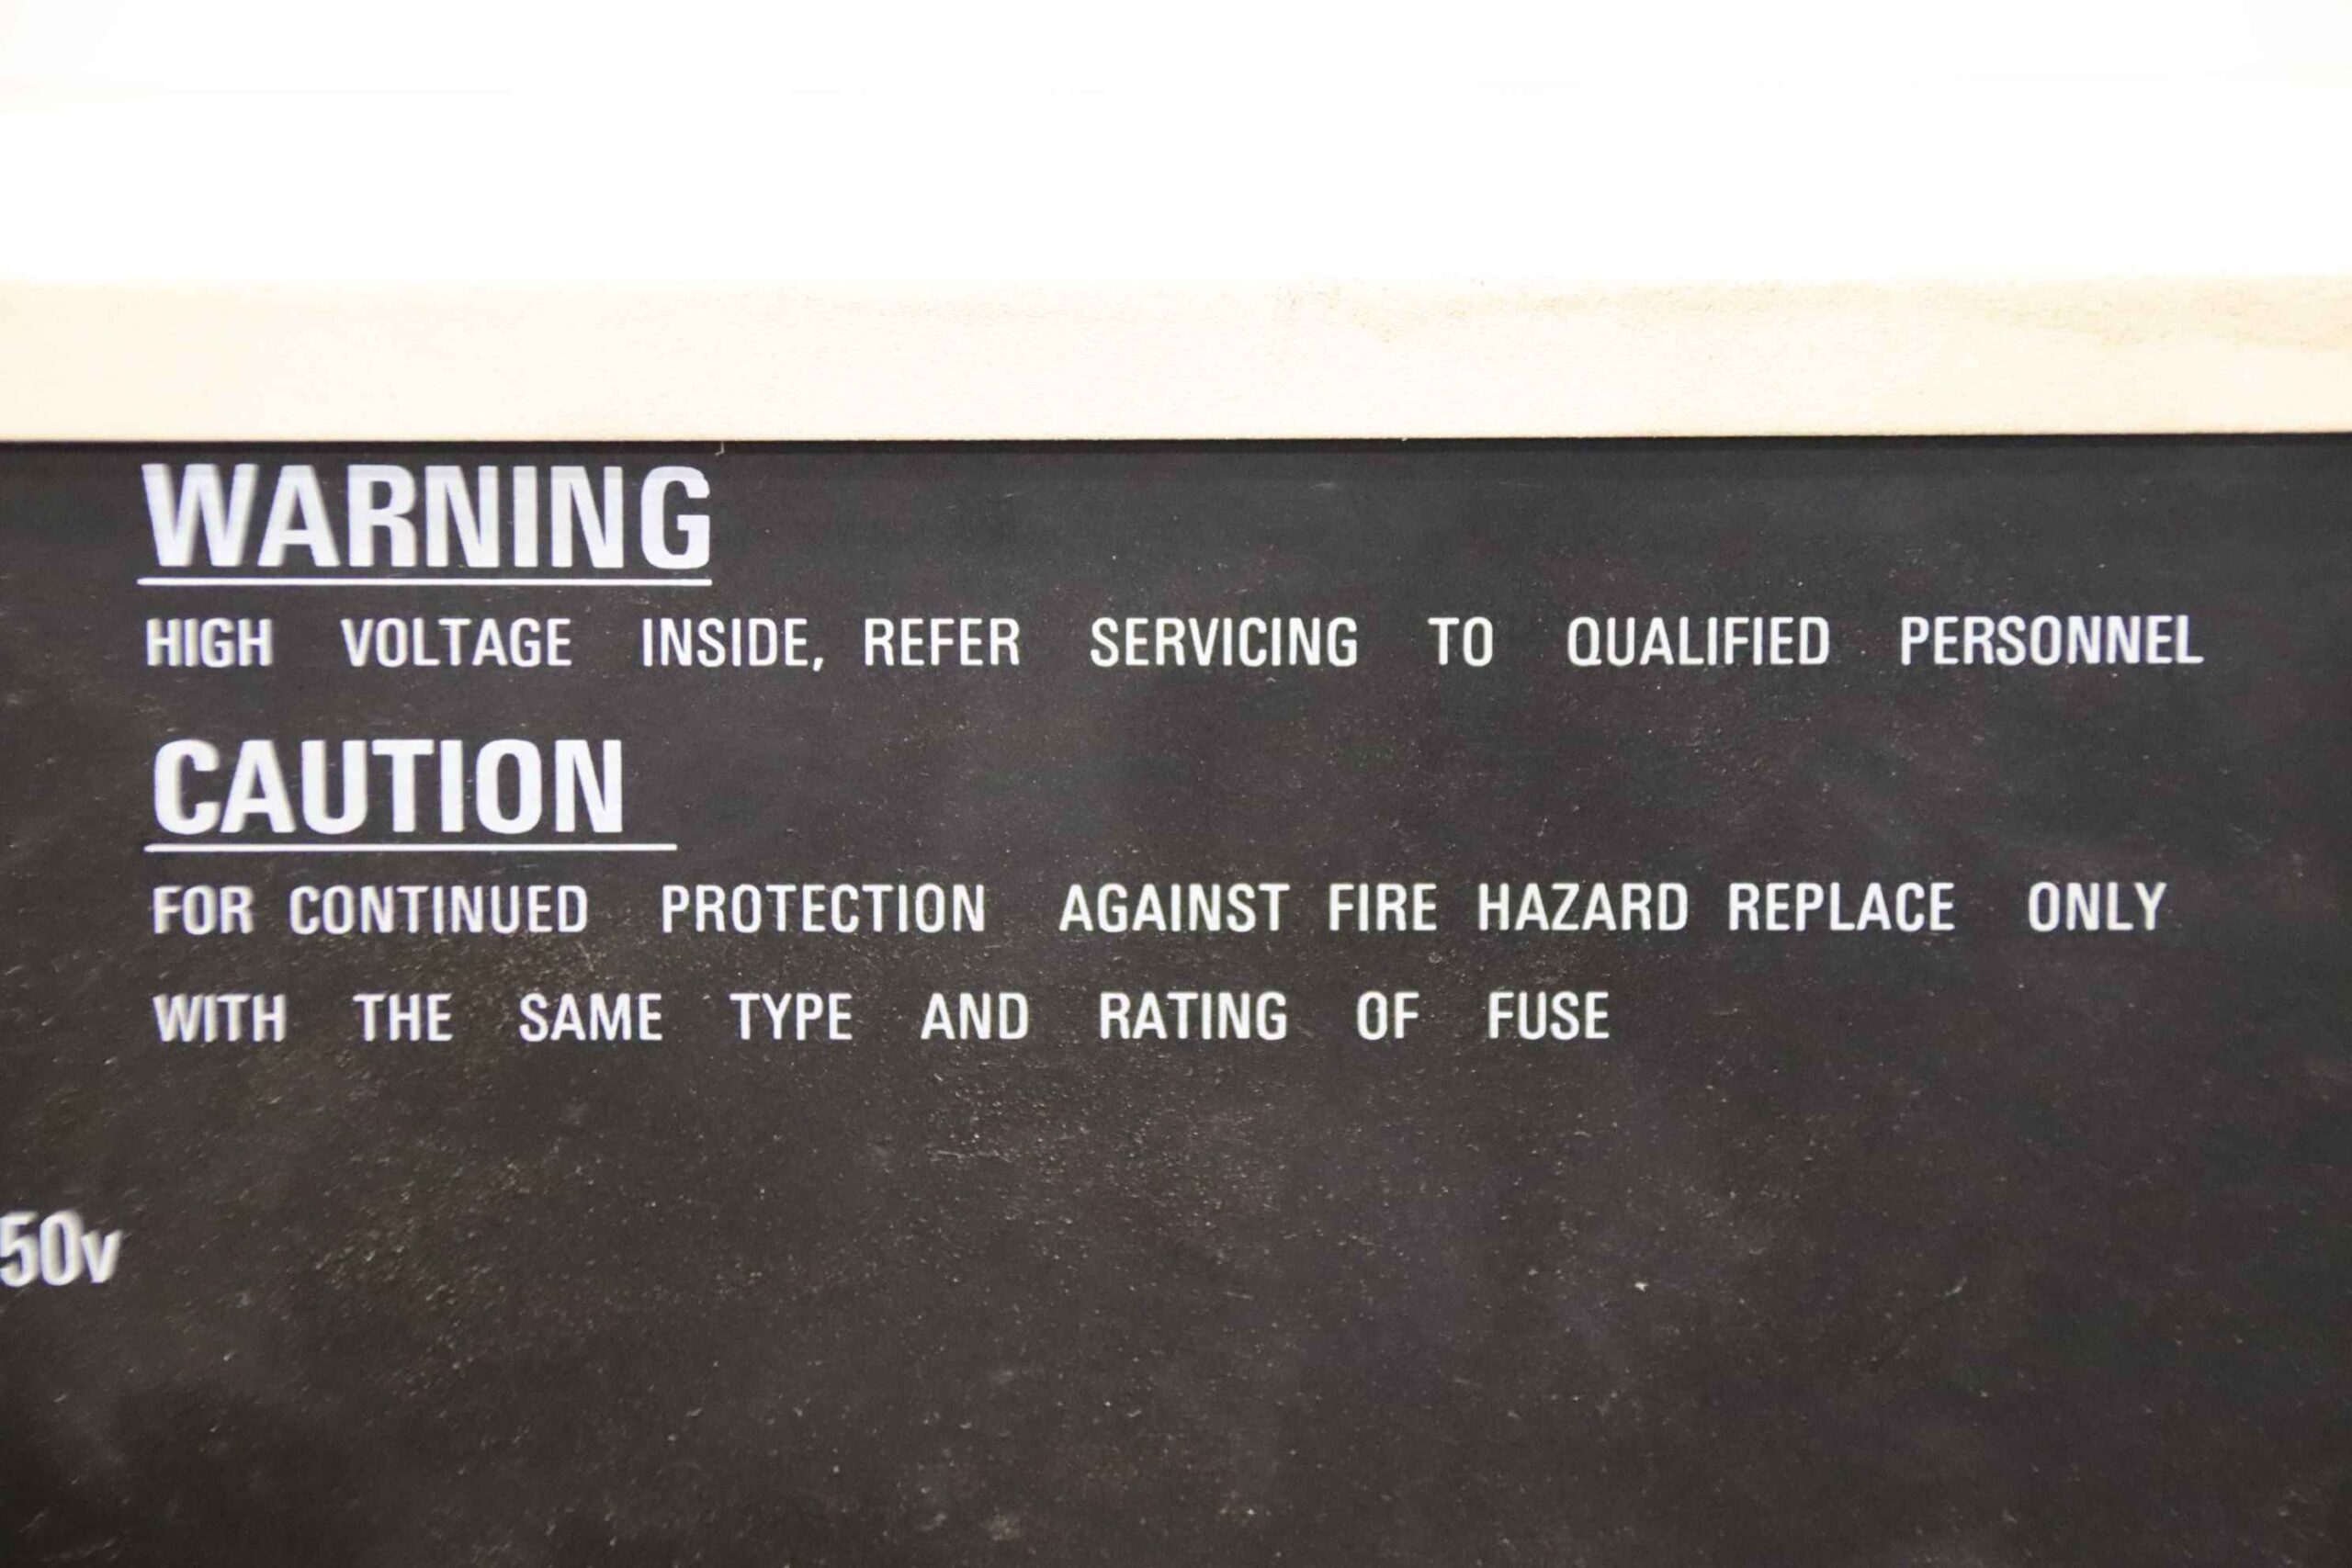 WARNING
HIGH VOLTAGE INSIDE, REFER SERVICING TO QUALIFIED PERSONNEL
CAUTION
FOR CONTINUED PROTECTION AGAINST FIRE HAZARD REPLACE ONLY
WITH THE SAME TYPE AND RATING OF FUSE
50v